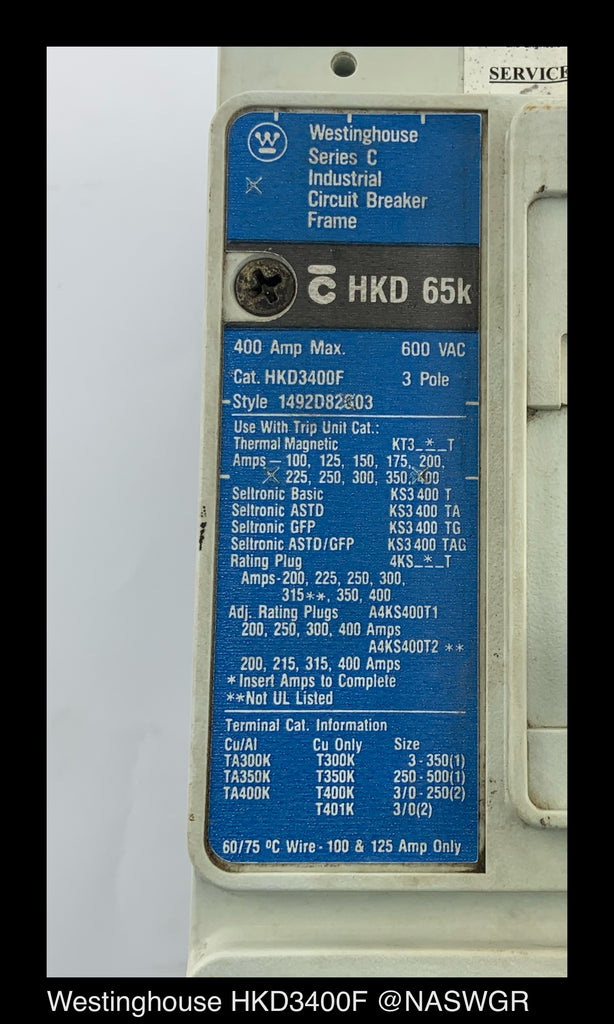 SERVICE
W
Westinghouse
Series C
Industrial
Circuit Breaker
Frame
C HKD 65k
400 Amp Max. 600 VAC
Cat. HKD3400F 3 Pole
Style 1492D82G03
Use With Trip Unit Cat.:
Thermal Magnetic KT3_*__T
Amps - 100, 125, 150, 175, 200,
225, 250, 300, 350, 400
Seltronic Basic KS3 400 T
Seltronic ASTD KS3 400 TA
Seltronic GFP KS3 400 TG
Seltronic ASTD/GFP KS3 400 TAG
Rating Plug 4KS_*__T
Amps-200, 225, 250, 300,
315**, 350, 400
Adj. Rating Plugs A4KS400T1
200, 250, 300, 400 Amps
A4KS400T2 **
200, 215, 315, 400 Amps
*Insert Amps to Complete
**Not UL Listed
Terminal Cat. Information
Cu/Al Cu Only Size
TA300K T300K 3 - 350(1)
TA350K T350K 250 - 500(1)
TA400K T400K 3/0 - 250(2)
T401K 3/0(2)
60/75 ºC Wire - 100 & 125 Amp Only
Westinghouse HKD3400F @NASWGR